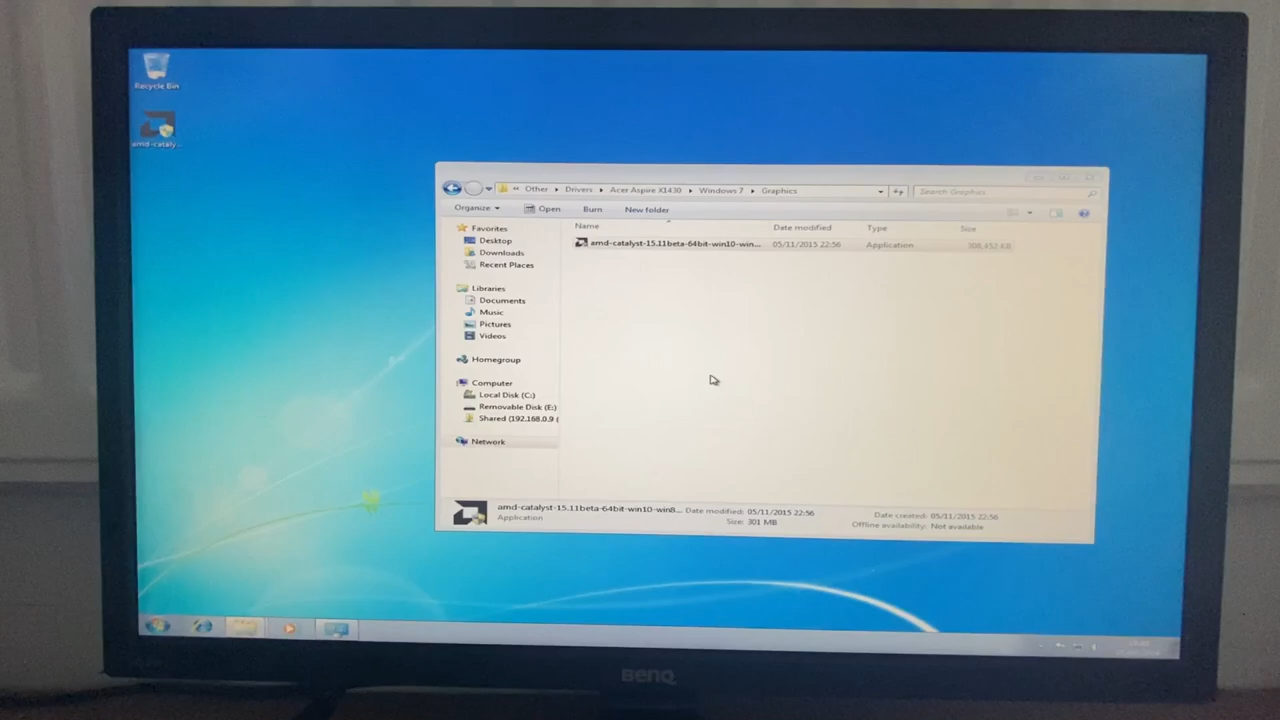 Recycle Bin
amd-cataly...
Other Drivers Acer Aspire X1430 Windows 7 Graphics
Search Graphics
Organize Open Burn New folder
Name Date modified Type Size
amd-catalyst-15.11beta-64bit-win10-win... 05/11/2015 22:56 Application 308,452 KB
Favorites
Desktop
Downloads
Recent Places
Libraries
Documents
Music
Pictures
Videos
Homegroup
Computer
Local Disk (C:)
Removable Disk (E:)
Shared (192.168.0.9 (
Network
amd-catalyst-15.11beta-64bit-win10-win8... Date modified: 05/11/2015 22:56 Date created: 05/11/2015 22:56
Application Size: 301 MB Offline availability: Not available
BenQ